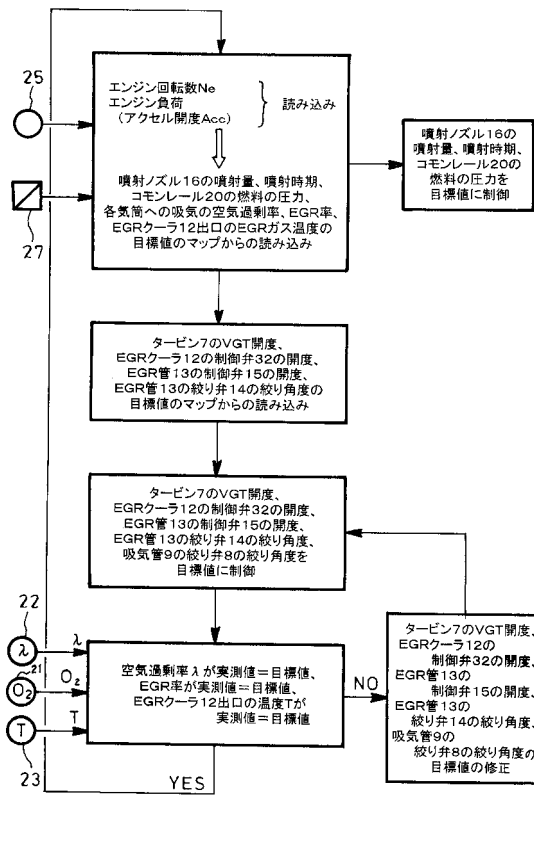 25
エンジン回転数Ne
エンジン負荷
(アクセル開度Acc)
読み込み
噴射ノズル16の噴射量、噴射時期、
コモンレール20の燃料の圧力、
各気筒への吸気の空気過剰率、EGR率、
EGRクーラ12出口のEGRガス温度の
目標値のマップからの読み込み
27
噴射ノズル16の
噴射量、噴射時期、
コモンレール20の
燃料の圧力を
目標値に制御
タービン7のVGT開度、
EGRクーラ12の制御弁32の開度、
EGR管13の制御弁15の開度、
EGR管13の絞り弁14の絞り角度の
目標値のマップからの読み込み
タービン7のVGT開度、
EGRクーラ12の制御弁32の開度、
EGR管13の制御弁15の開度、
EGR管13の絞り弁14の絞り角度、
吸気管9の絞り弁8の絞り角度を
目標値に制御
22
λ
λ
21
O₂
O₂
T
T
23
空気過剰率λが実測値=目標値、
EGR率が実測値=目標値、
EGRクーラ12出口の温度Tが
実測値=目標値
NO
YES
タービン7のVGT開度、
EGRクーラ12の
制御弁32の開度、
EGR管13の
制御弁15の開度、
EGR管13の
絞り弁14の絞り角度、
吸気管9の
絞り弁8の絞り角度の
目標値の修正